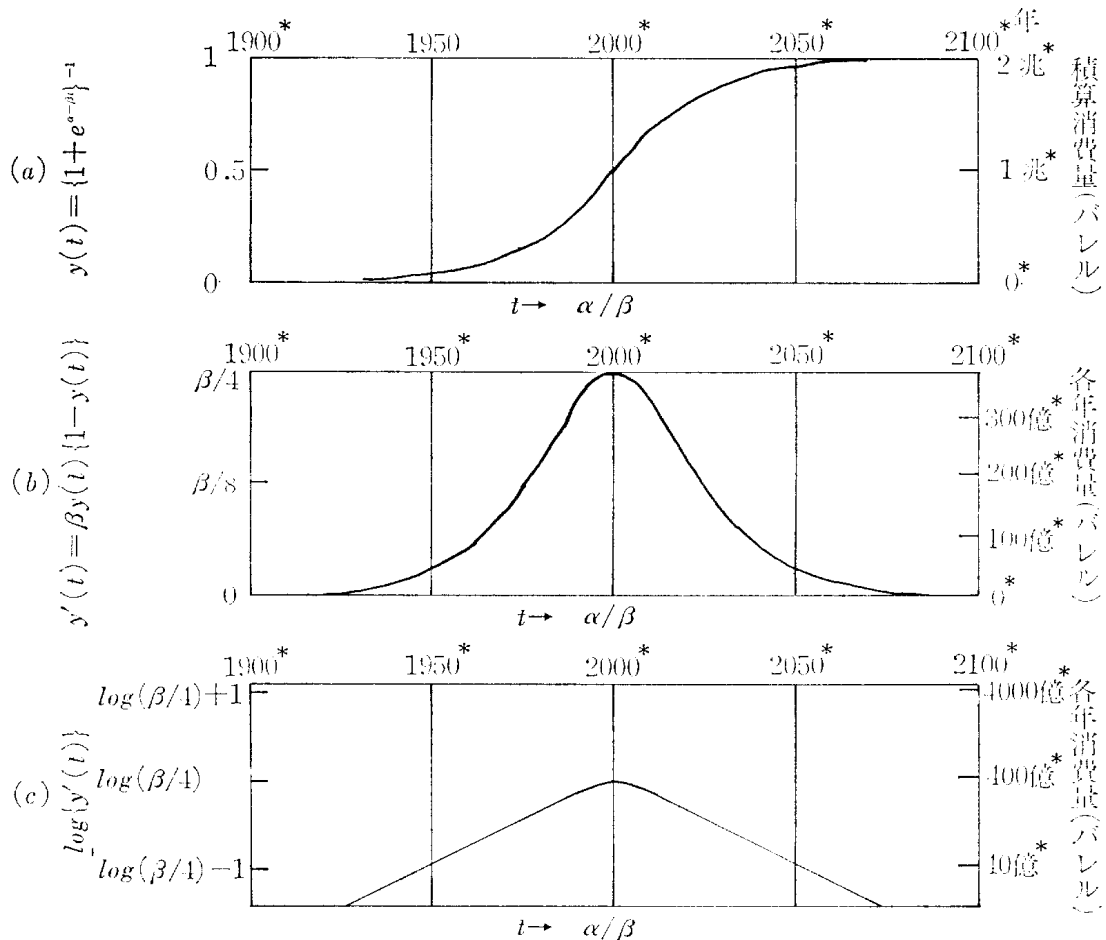 1900* 1950* 2000* 2050* 2100* 年
(a) y(t)={1+e^{α-βt}}^{-1}
1
0.5
0
2兆*
1兆*
0*
積算消費量(バレル)
t→ α/β
1900* 1950* 2000* 2050* 2100*
(b) y′(t)=βy(t){1-y(t)}
β/4
β/8
0
300億*
200億*
100億*
0*
各年消費量(バレル)
t→ α/β
1900* 1950* 2000* 2050* 2100*
(c) log{y′(t)}
log(β/4)+1
log(β/4)
log(β/4)-1
4000億*
400億*
40億*
各年消費量(バレル)
t→ α/β